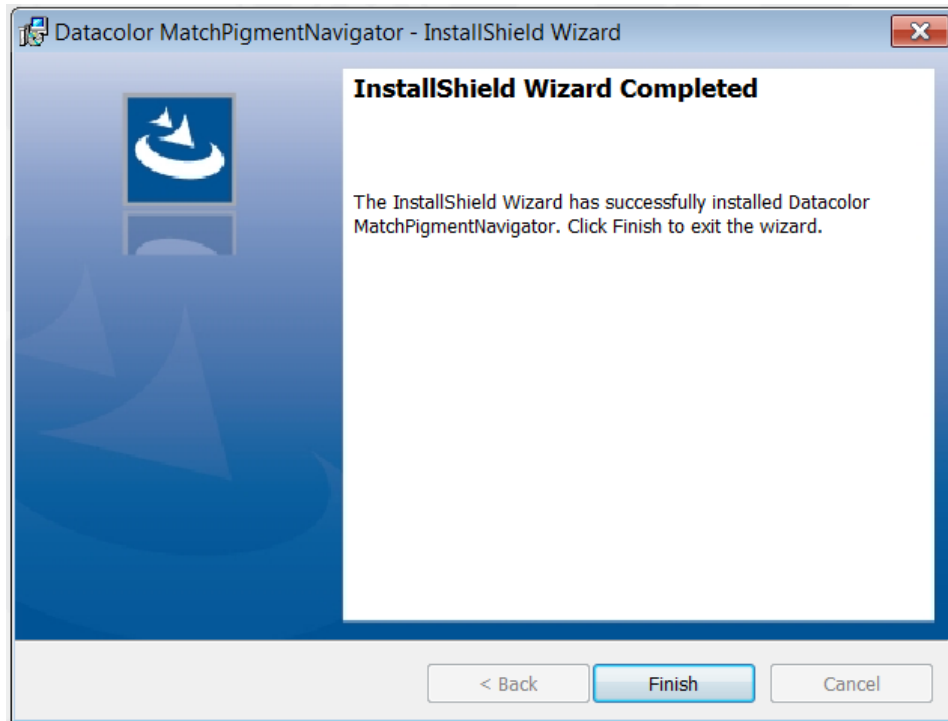 Datacolor MatchPigmentNavigator - InstallShield Wizard
InstallShield Wizard Completed
The InstallShield Wizard has successfully installed Datacolor
MatchPigmentNavigator. Click Finish to exit the wizard.
< Back
Finish
Cancel